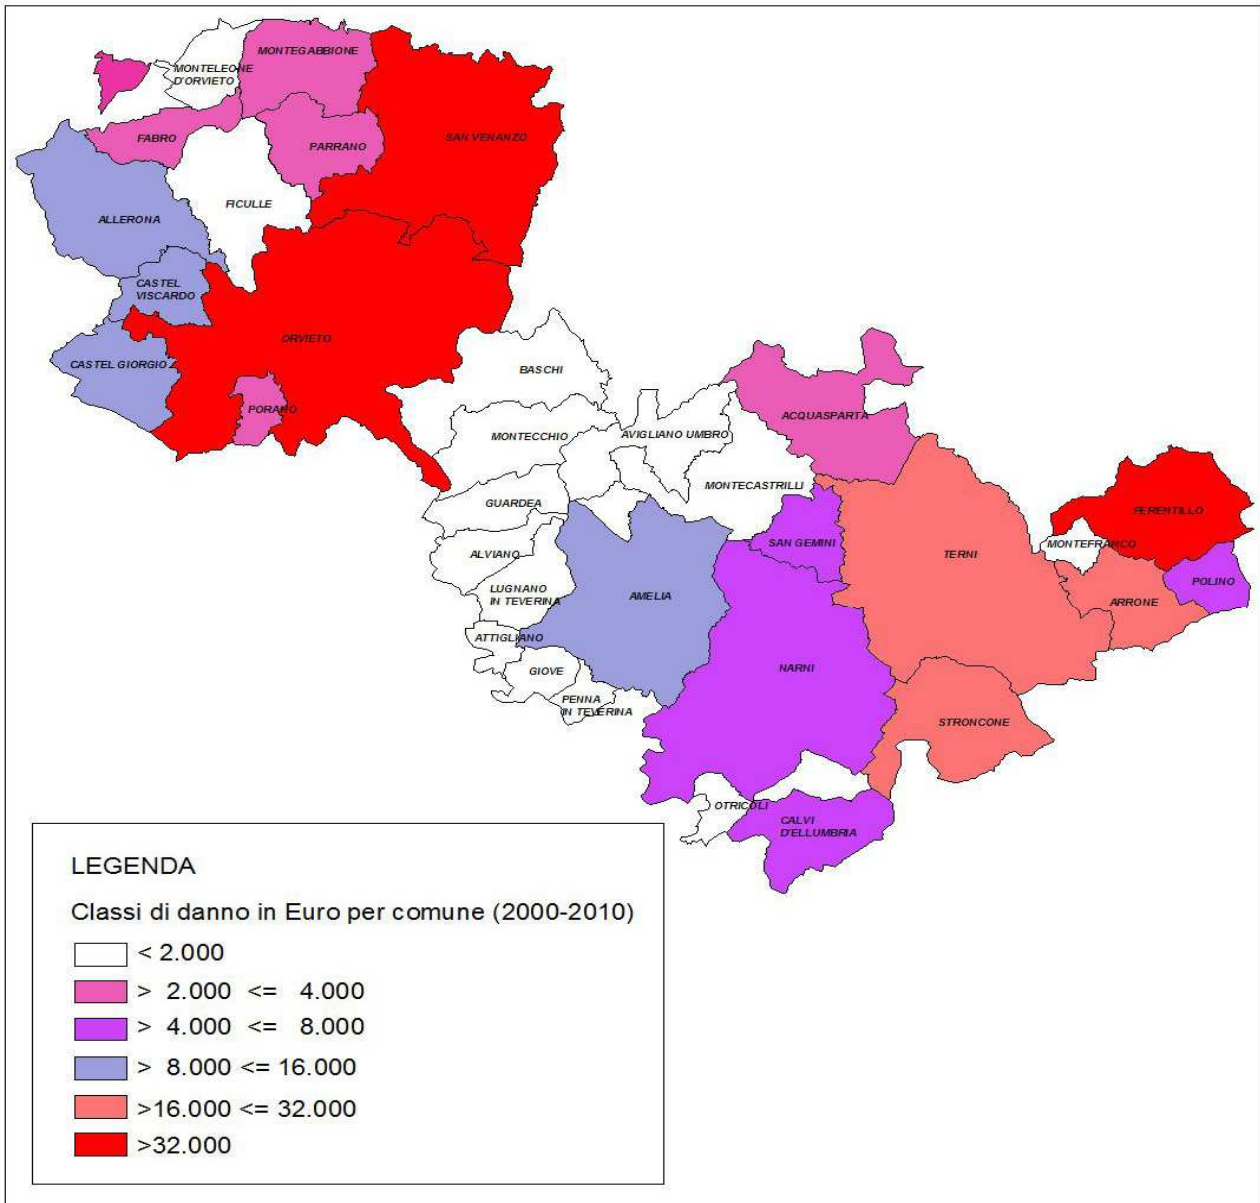 MONTEGABBIONE
MONTELEONE
D'ORVIETO
FABRO
PARRANO
SAN VENANZO
FICULLE
ALLERONA
CASTEL
VISCARDO
ORVIETO
CASTEL GIORGIO
PORANO
BASCHI
MONTECCHIO
AVIGLIANO UMBRO
ACQUASPARTA
GUARDEA
MONTECASTRILLI
ALVIANO
SAN GEMINI
TERNI
FERENTILLO
MONTEFRANCO
POLINO
ARRONE
LUGNANO
IN TEVERINA
AMELIA
ATTIGLIANO
GIOVE
NARNI
PENNA
IN TEVERINA
STRONCONE
OTRICOLI
CALVI
D'ELLUMBRIA
LEGENDA
Classi di danno in Euro per comune (2000-2010)
< 2.000
> 2.000 <= 4.000
> 4.000 <= 8.000
> 8.000 <= 16.000
>16.000 <= 32.000
>32.000